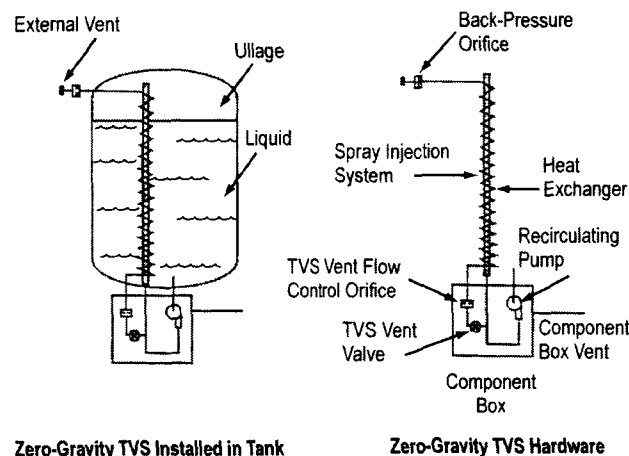 External Vent
Ullage
Liquid
Zero-Gravity TVS Installed in Tank
Back-Pressure
Orifice
Spray Injection
System
Heat
Exchanger
Recirculating
Pump
TVS Vent Flow
Control Orifice
TVS Vent
Valve
Component
Box Vent
Component
Box
Zero-Gravity TVS Hardware